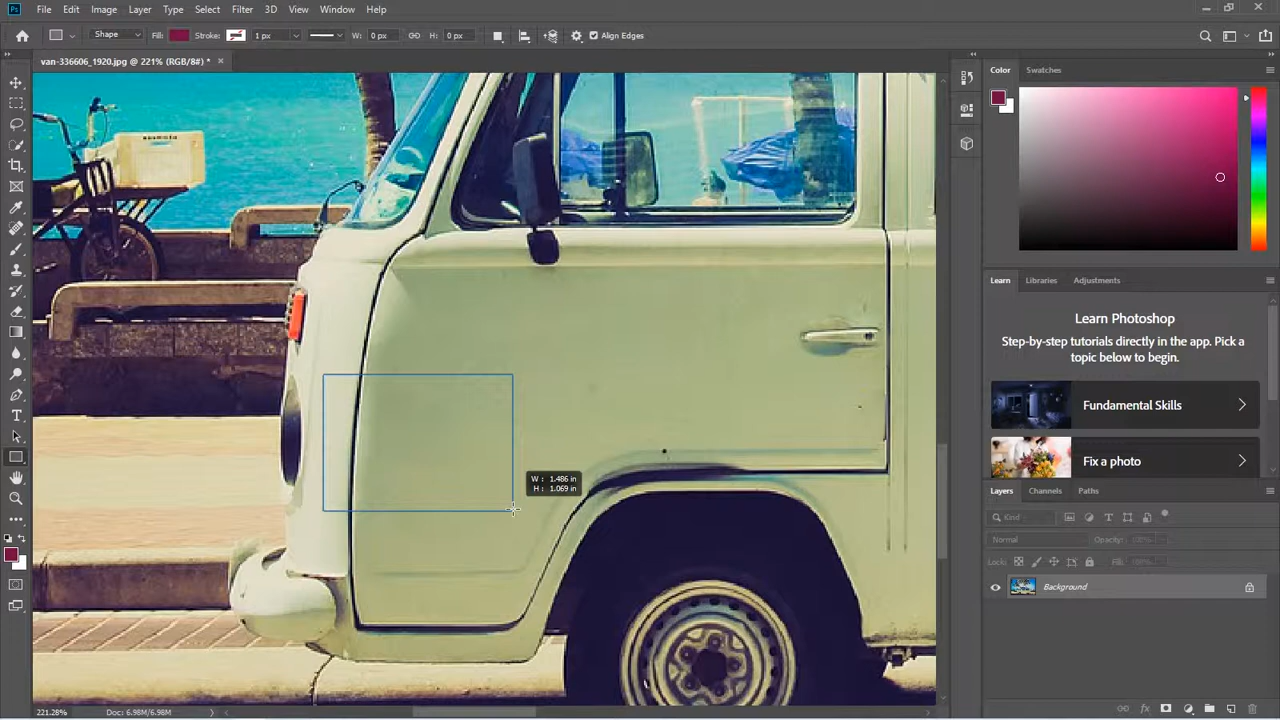 Ps File Edit Image Layer Type Select Filter 3D View Window Help
Shape Fill: Stroke: 1 px W: 0 px H: 0 px Align Edges
van-336606_1920.jpg @ 221% (RGB/8#) *
Color Swatches
W : 1.486 in
H : 1.069 in
Learn Libraries Adjustments
Learn Photoshop
Step-by-step tutorials directly in the app. Pick a
topic below to begin.
Fundamental Skills
Fix a photo
Layers Channels Paths
Kind
Normal Opacity: 100%
Lock: Fill: 100%
Background
221.28% Doc: 6.98M/6.98M